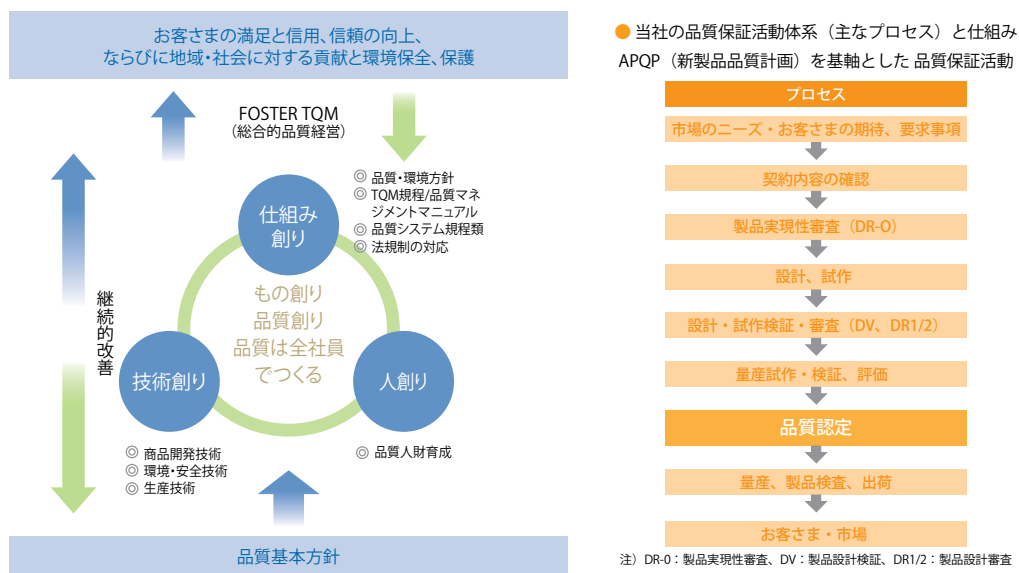 お客さまの満足と信用、信頼の向上、
ならびに地域・社会に対する貢献と環境保全、保護
FOSTER TQM
（総合的品質経営）
◎ 品質・環境方針
◎ TQM規程/品質マネ
ジメントマニュアル
◎ 品質システム規程類
◎ 法規制の対応
仕組み
創り
継続的改善
もの創り
品質創り
品質は全社員
でつくる
技術創り
人創り
◎ 商品開発技術
◎ 環境・安全技術
◎ 生産技術
◎ 品質人財育成
品質基本方針
● 当社の品質保証活動体系（主なプロセス）と仕組み
APQP（新製品品質計画）を基軸とした 品質保証活動
プロセス
市場のニーズ・お客さまの期待、要求事項
契約内容の確認
製品実現性審査（DR-O）
設計、試作
設計・試作検証・審査（DV、DR1/2）
量産試作・検証、評価
品質認定
量産、製品検査、出荷
お客さま・市場
注）DR-0：製品実現性審査、DV：製品設計検証、DR1/2：製品設計審査